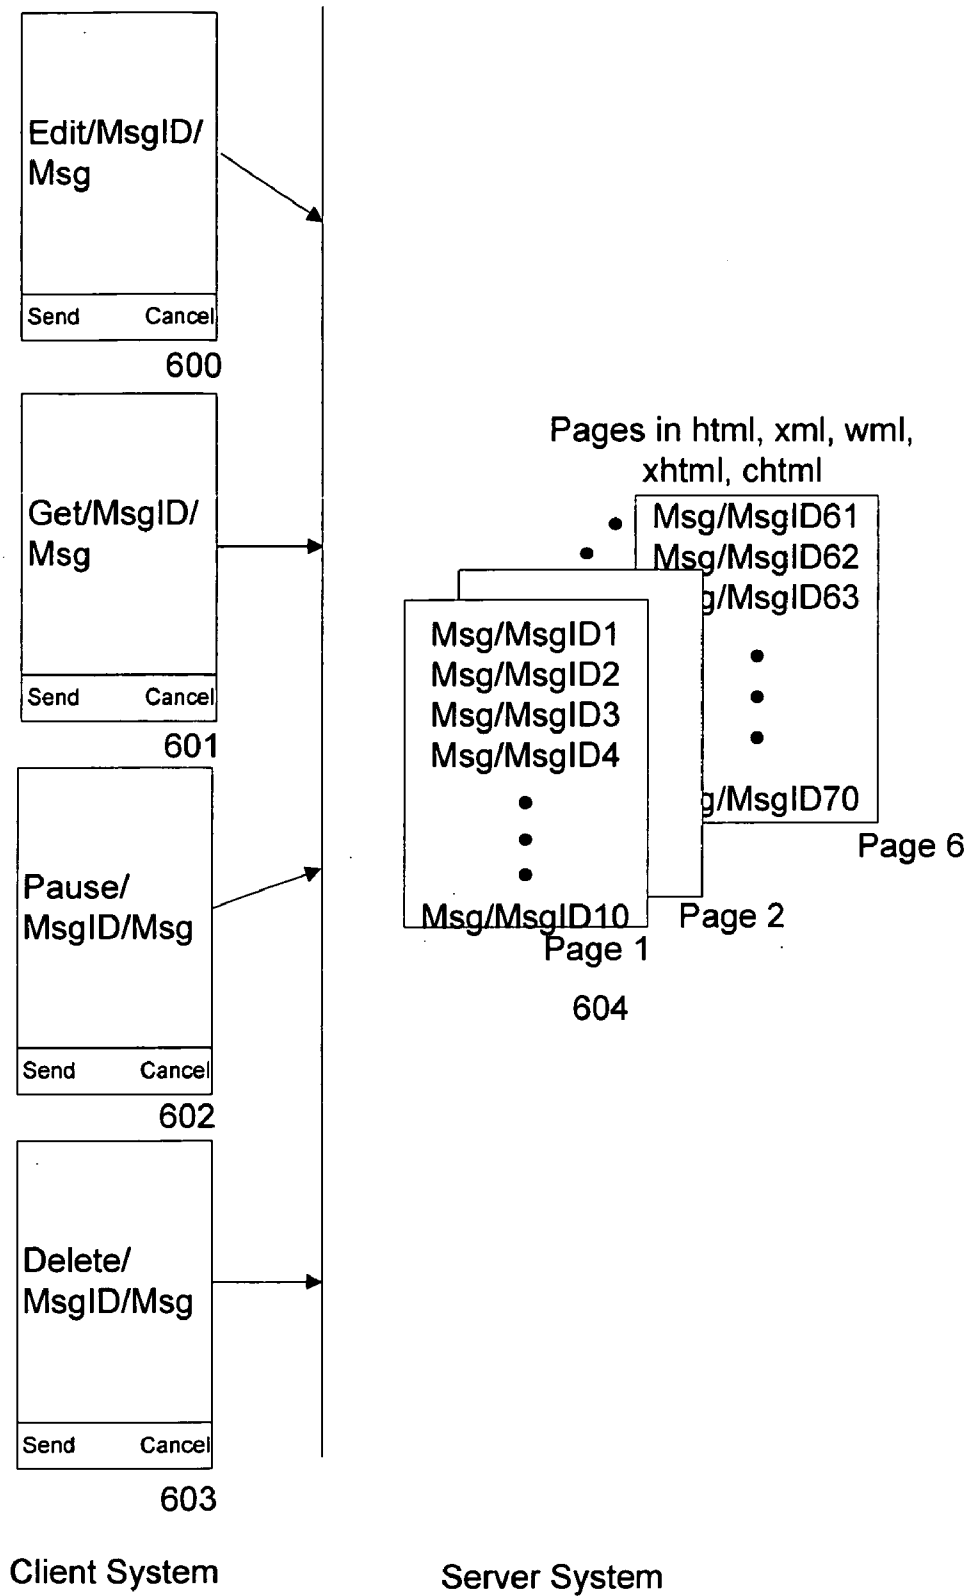 Edit/MsgID/
Msg
Send Cancel
600
Get/MsgID/
Msg
Send Cancel
601
Pause/
MsgID/Msg
Send Cancel
602
Delete/
MsgID/Msg
Send Cancel
603
Client System
Pages in html, xml, wml,
xhtml, chtml
Msg/MsgID61
Msg/MsgID62
g/MsgID63
g/MsgID70
Page 6
Page 2
Msg/MsgID1
Msg/MsgID2
Msg/MsgID3
Msg/MsgID4
Msg/MsgID10
Page 1
604
Server System